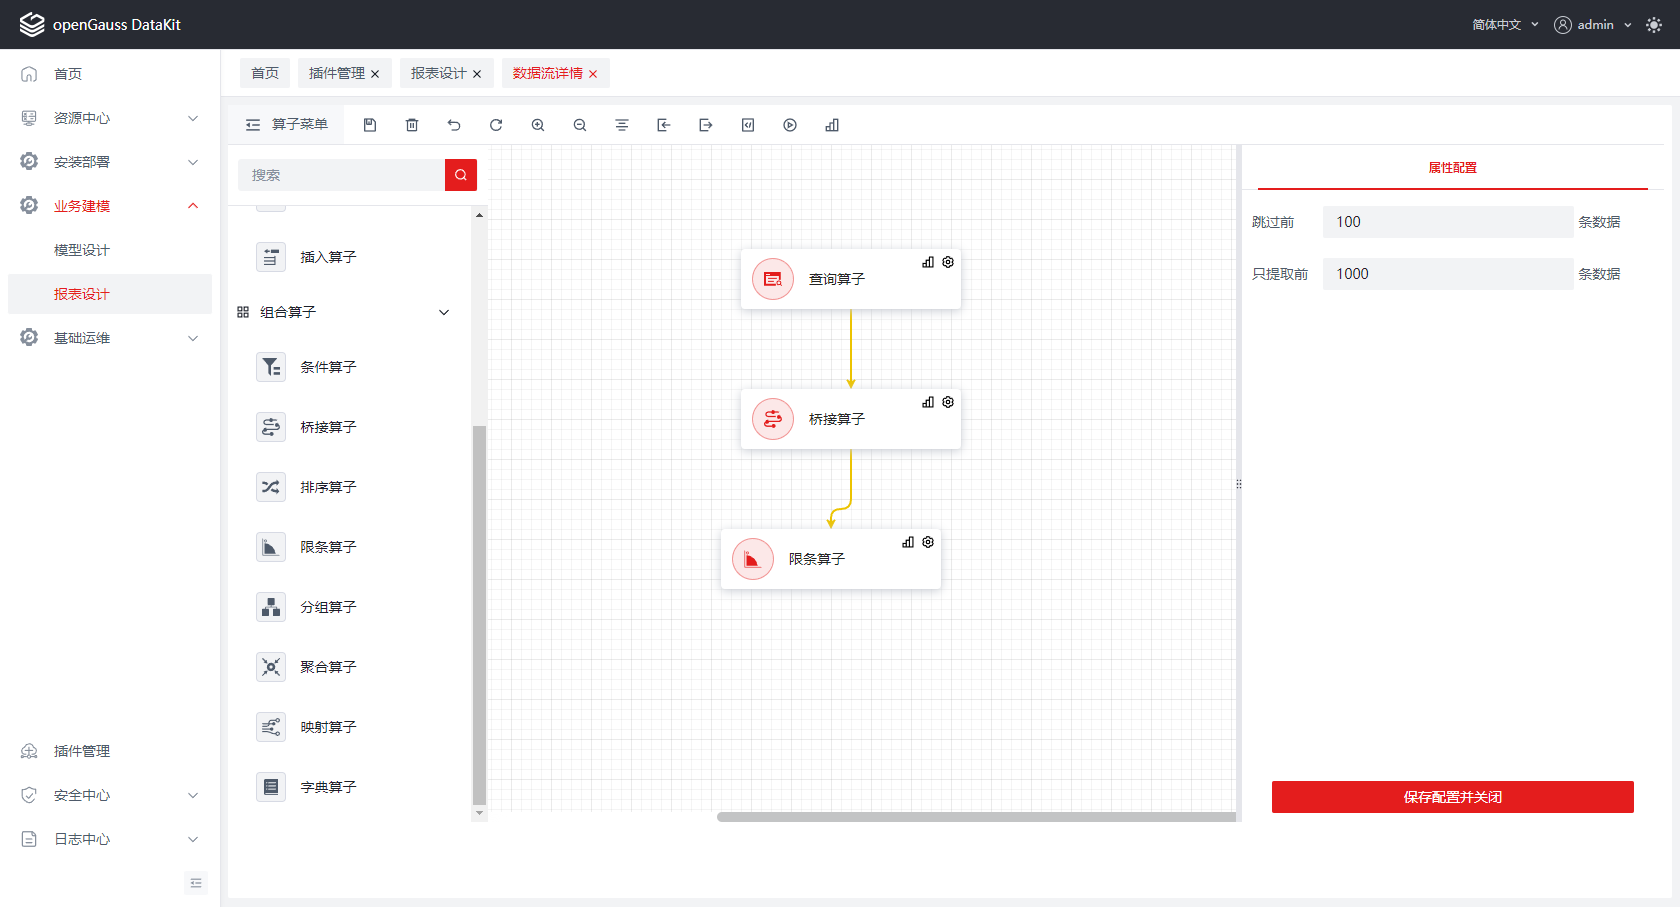 openGauss DataKit
简体中文
admin
首页
资源中心
安装部署
业务建模
模型设计
报表设计
基础运维
插件管理
安全中心
日志中心
首页
插件管理
报表设计
数据流详情
算子菜单
搜索
插入算子
组合算子
条件算子
桥接算子
排序算子
限条算子
分组算子
聚合算子
映射算子
字典算子
查询算子
桥接算子
限条算子
属性配置
跳过前 100 条数据
只提取前 1000 条数据
保存配置并关闭